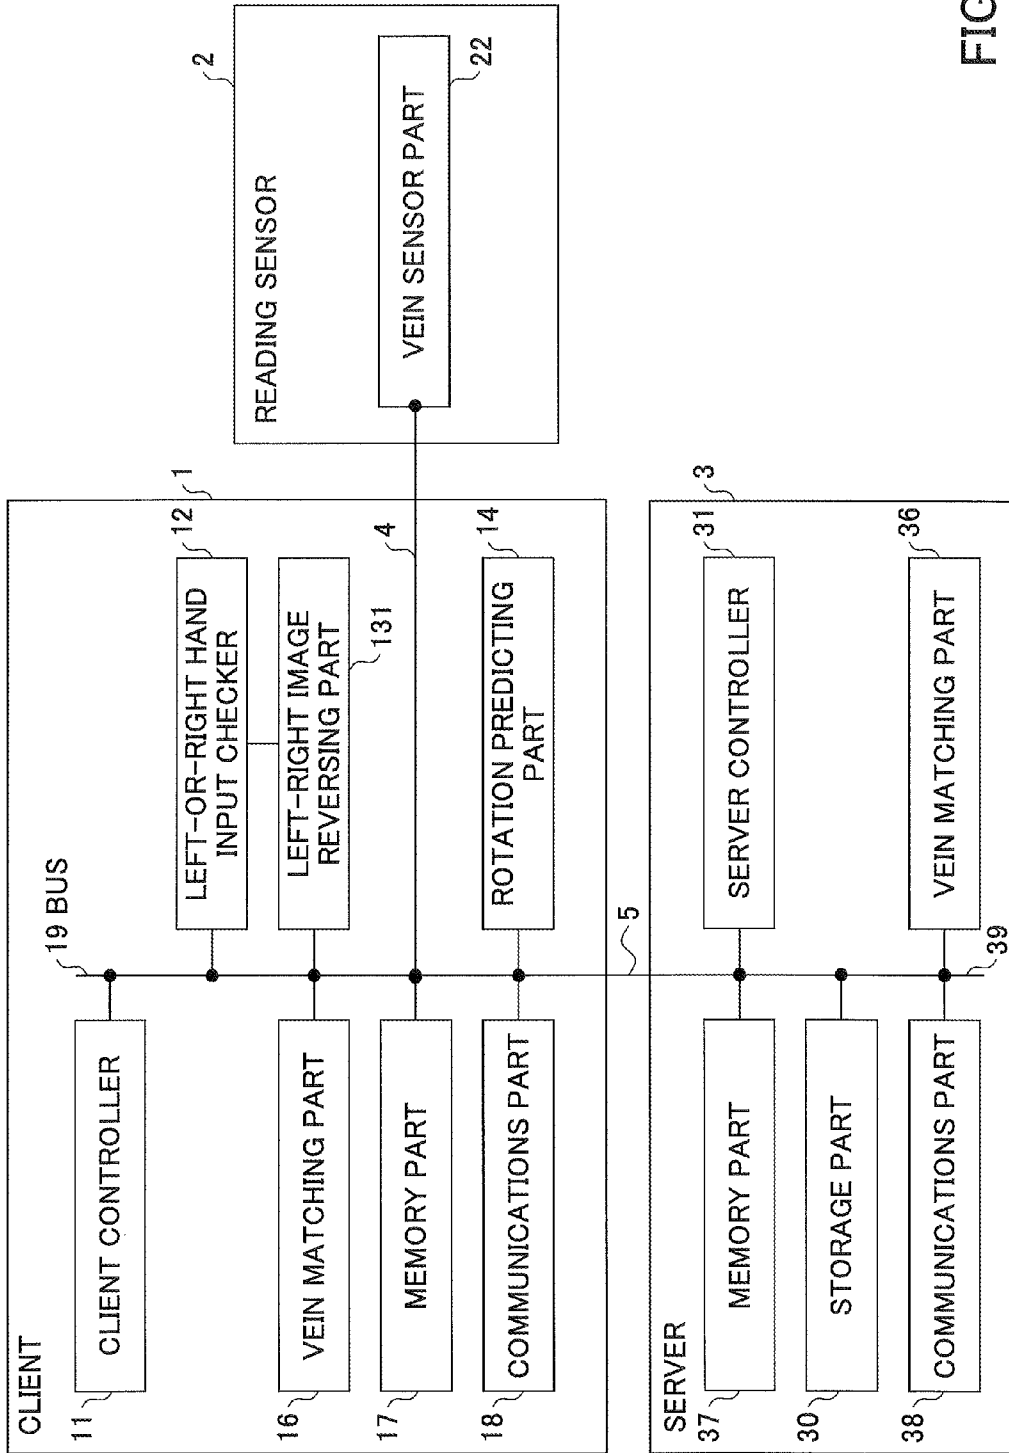 FIG
CLIENT
1
19 BUS
11
CLIENT CONTROLLER
12
LEFT-OR-RIGHT HAND
INPUT CHECKER
LEFT-RIGHT IMAGE
REVERSING PART
131
16
VEIN MATCHING PART
4
17
MEMORY PART
14
ROTATION PREDICTING
PART
18
COMMUNICATIONS PART
2
READING SENSOR
VEIN SENSOR PART
22
5
SERVER
3
37
MEMORY PART
31
SERVER CONTROLLER
30
STORAGE PART
38
COMMUNICATIONS PART
36
VEIN MATCHING PART
39